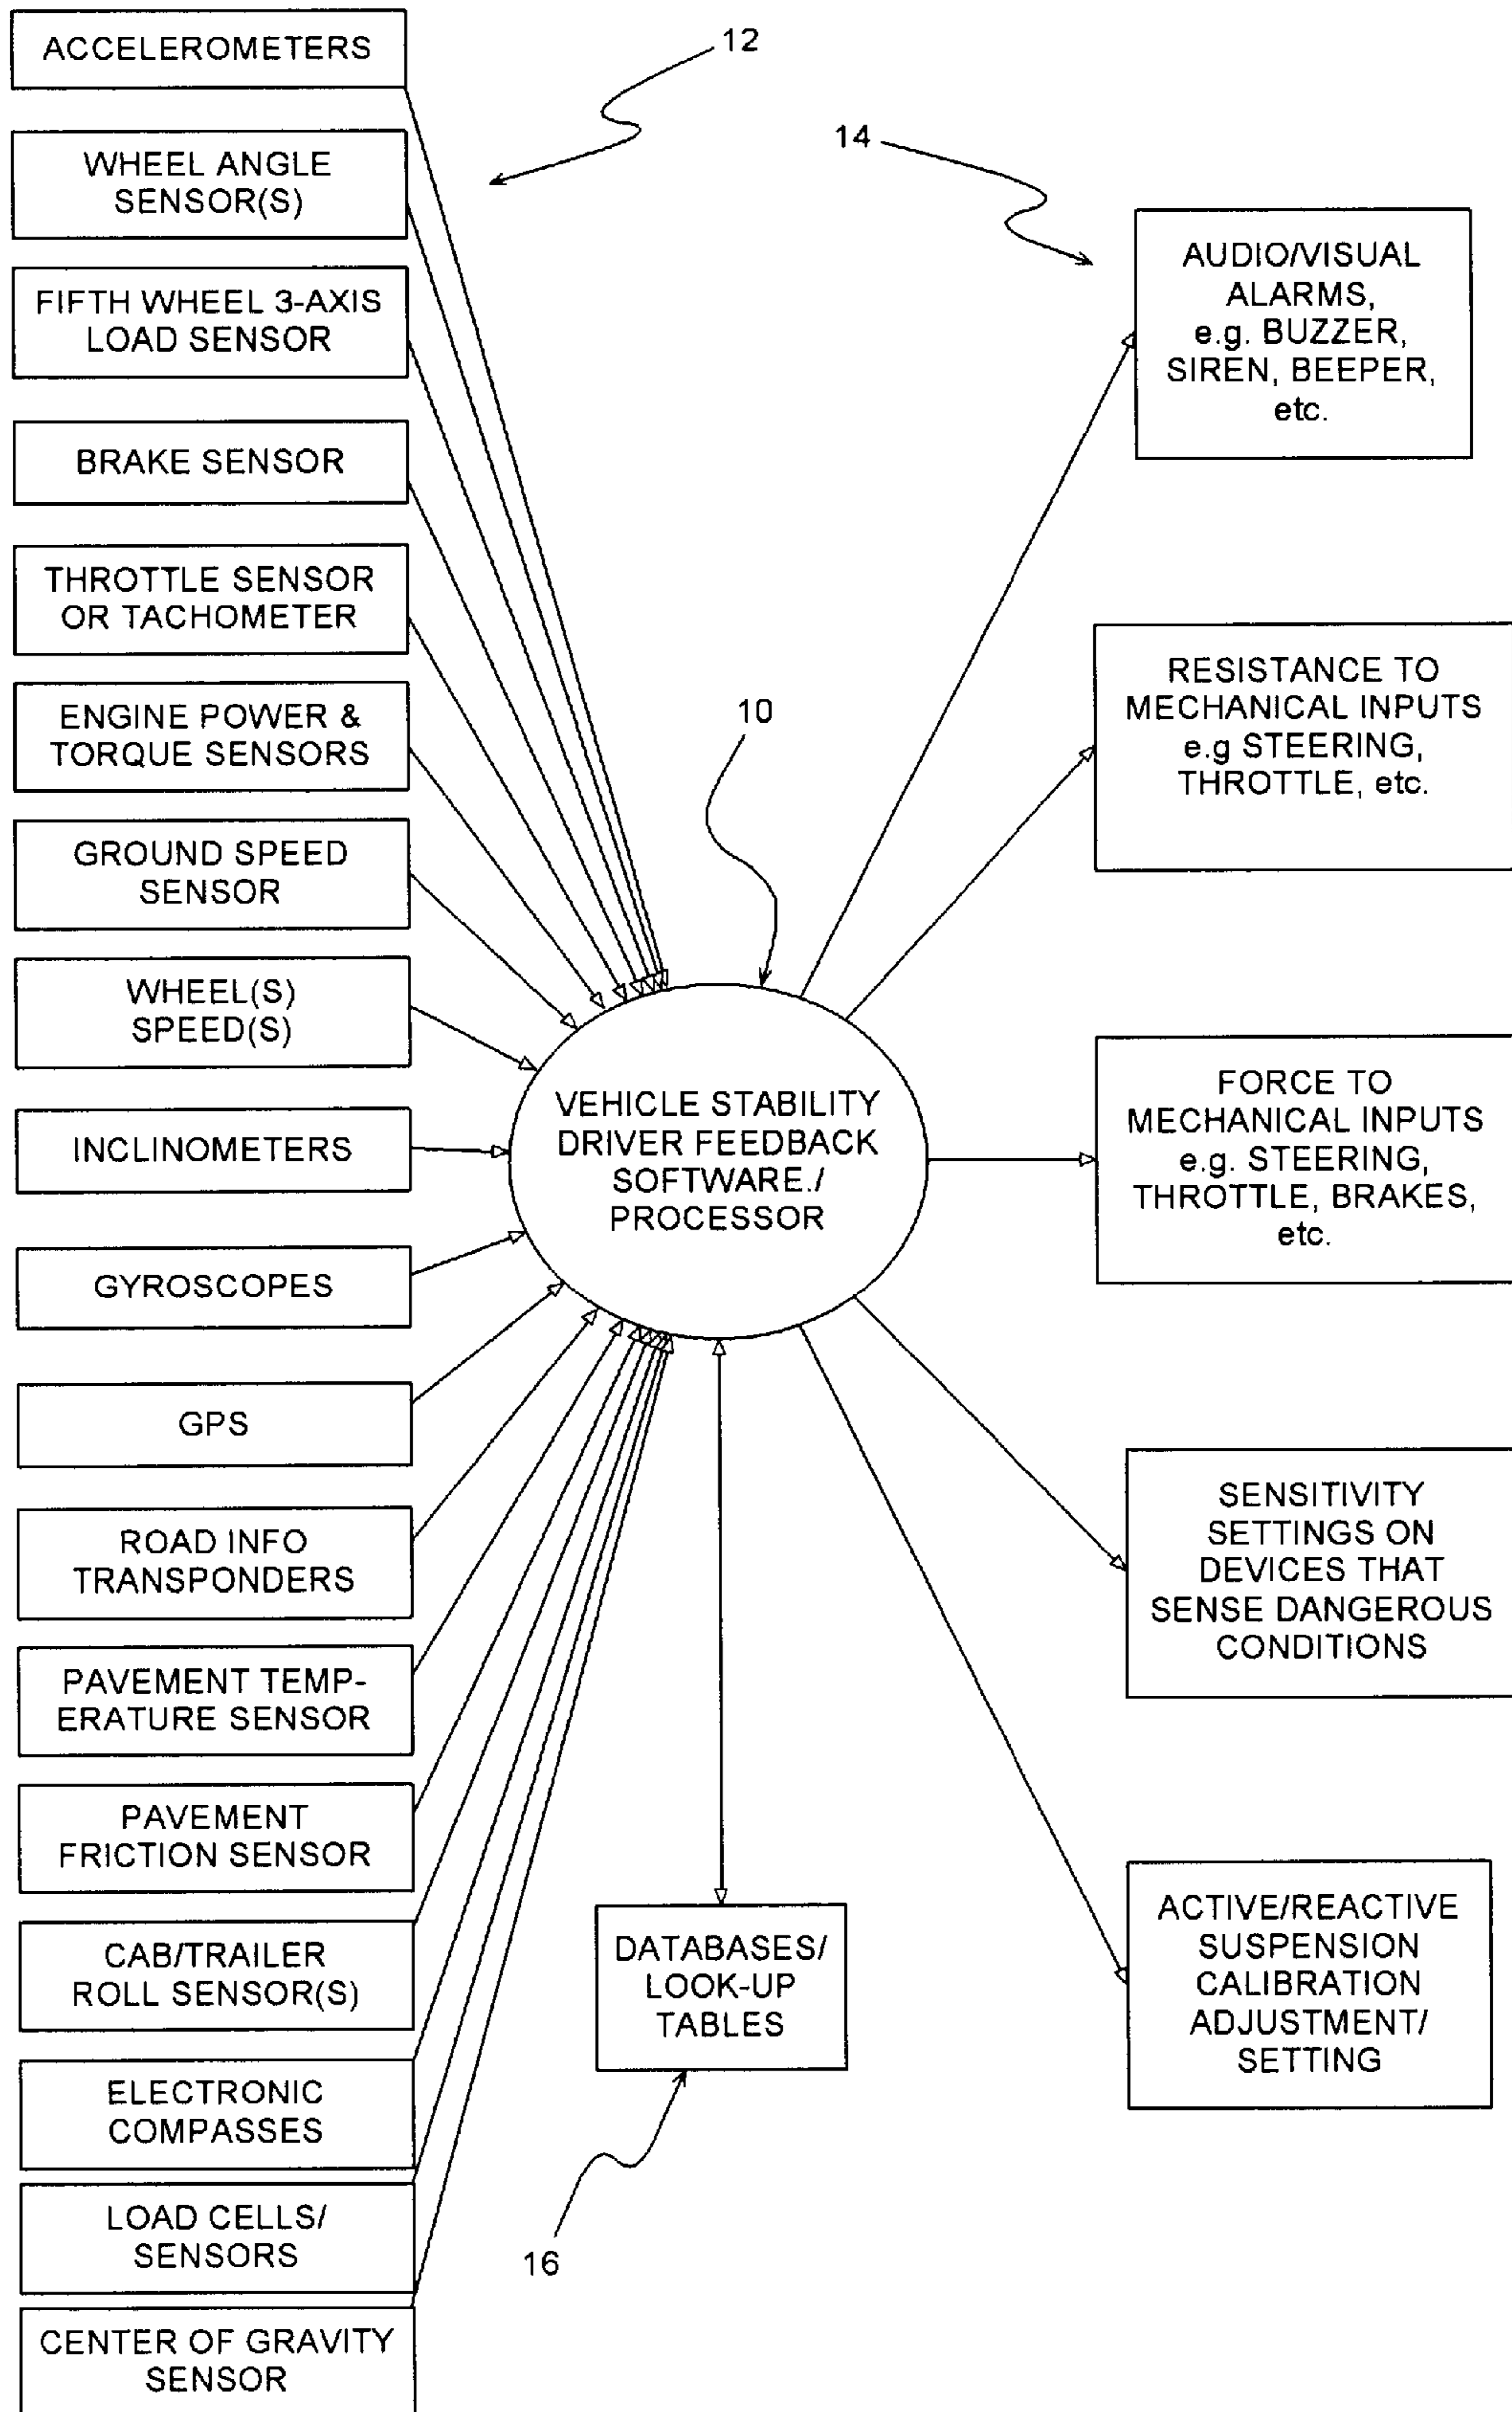 ACCELEROMETERS
WHEEL ANGLE
SENSOR(S)
FIFTH WHEEL 3-AXIS
LOAD SENSOR
BRAKE SENSOR
THROTTLE SENSOR
OR TACHOMETER
ENGINE POWER &
TORQUE SENSORS
GROUND SPEED
SENSOR
WHEEL(S)
SPEED(S)
INCLINOMETERS
GYROSCOPES
GPS
ROAD INFO
TRANSPONDERS
PAVEMENT TEMP-
ERATURE SENSOR
PAVEMENT
FRICTION SENSOR
CAB/TRAILER
ROLL SENSOR(S)
ELECTRONIC
COMPASSES
LOAD CELLS/
SENSORS
CENTER OF GRAVITY
SENSOR
12
10
VEHICLE STABILITY
DRIVER FEEDBACK
SOFTWARE./
PROCESSOR
DATABASES/
LOOK-UP
TABLES
16
14
AUDIO/VISUAL
ALARMS,
e.g. BUZZER,
SIREN, BEEPER,
etc.
RESISTANCE TO
MECHANICAL INPUTS
e.g STEERING,
THROTTLE, etc.
FORCE TO
MECHANICAL INPUTS
e.g. STEERING,
THROTTLE, BRAKES,
etc.
SENSITIVITY
SETTINGS ON
DEVICES THAT
SENSE DANGEROUS
CONDITIONS
ACTIVE/REACTIVE
SUSPENSION
CALIBRATION
ADJUSTMENT/
SETTING